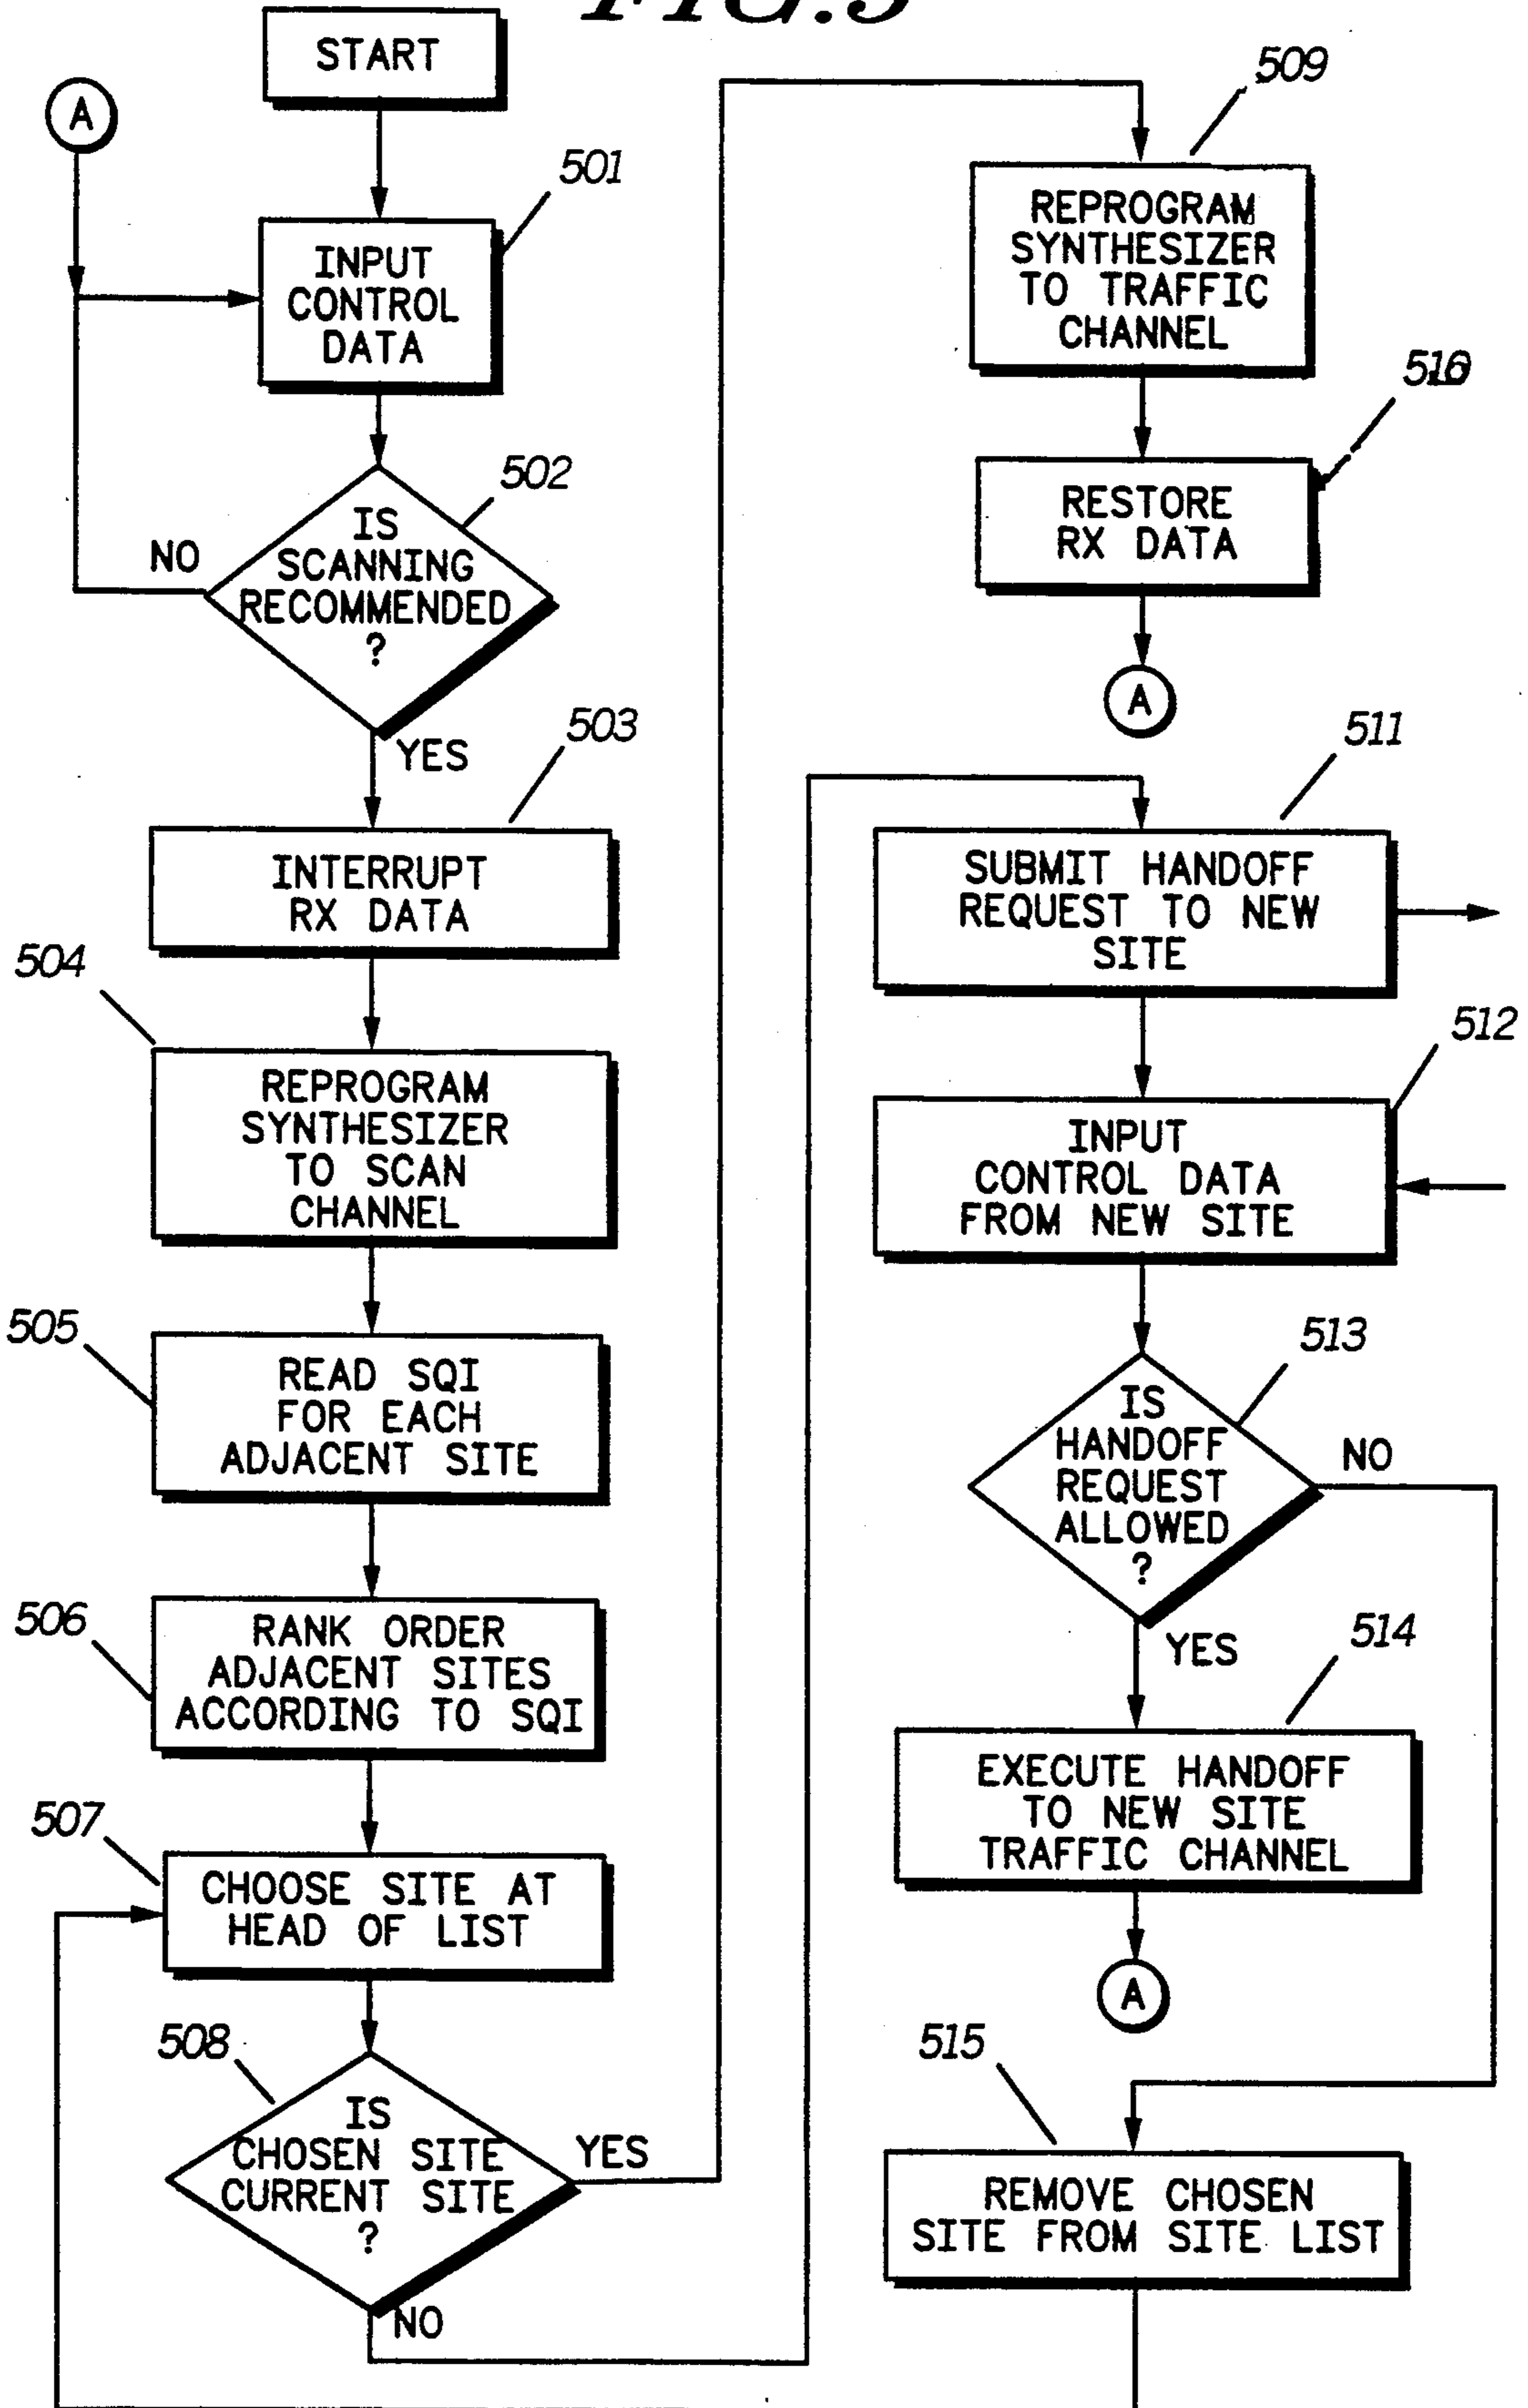 FIG.5
START
A
501
INPUT
CONTROL
DATA
502
IS
SCANNING
RECOMMENDED
?
NO
YES
503
INTERRUPT
RX DATA
504
REPROGRAM
SYNTHESIZER
TO SCAN
CHANNEL
505
READ SQI
FOR EACH
ADJACENT SITE
506
RANK ORDER
ADJACENT SITES
ACCORDING TO SQI
507
CHOOSE SITE AT
HEAD OF LIST
508
IS
CHOSEN SITE
CURRENT SITE
?
YES
NO
509
REPROGRAM
SYNTHESIZER
TO TRAFFIC
CHANNEL
510
RESTORE
RX DATA
A
511
SUBMIT HANDOFF
REQUEST TO NEW
SITE
512
INPUT
CONTROL DATA
FROM NEW SITE
513
IS
HANDOFF
REQUEST
ALLOWED
?
NO
YES
514
EXECUTE HANDOFF
TO NEW SITE
TRAFFIC CHANNEL
A
515
REMOVE CHOSEN
SITE FROM SITE LIST